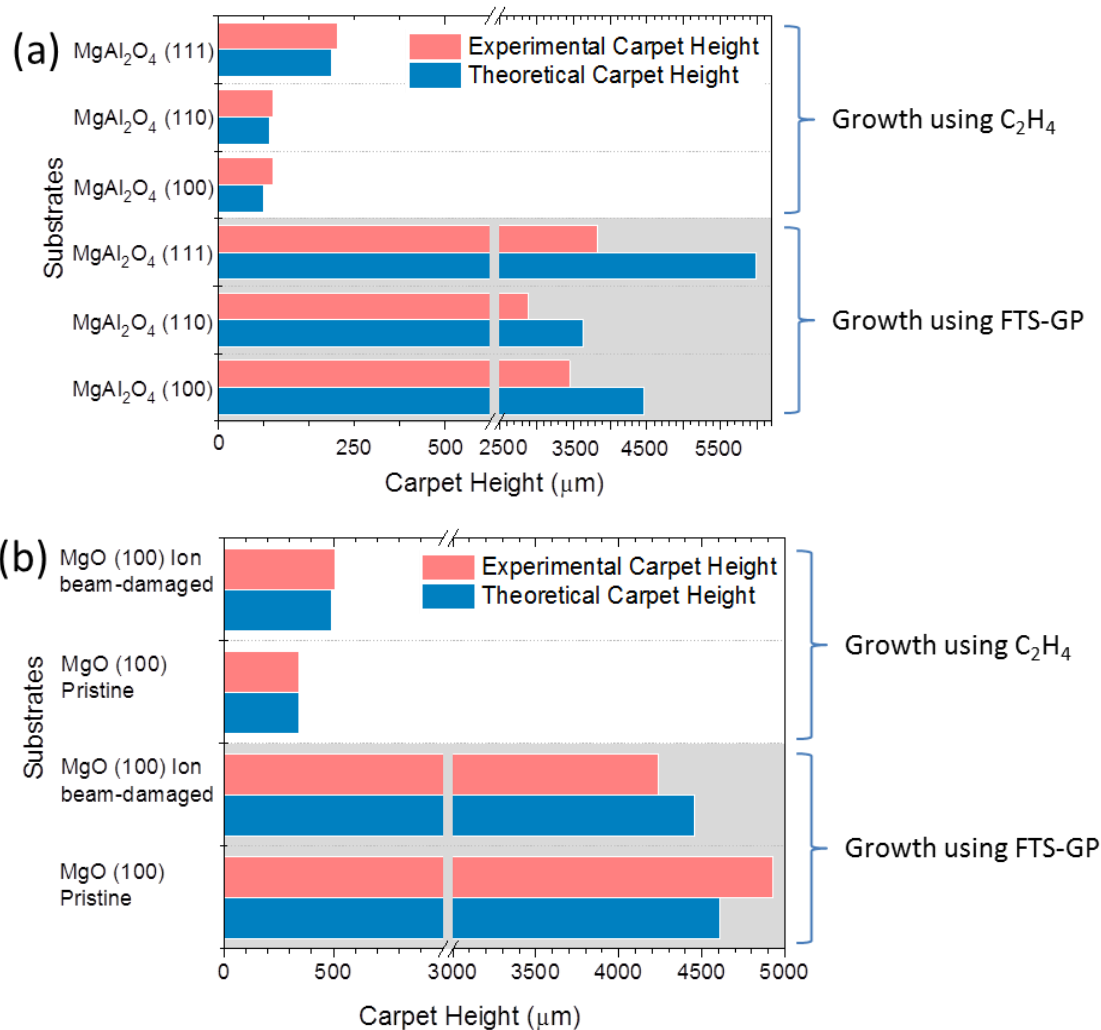 (a)
MgAl₂O₄ (111)
MgAl₂O₄ (110)
MgAl₂O₄ (100)
MgAl₂O₄ (111)
MgAl₂O₄ (110)
MgAl₂O₄ (100)
Substrates
Experimental Carpet Height
Theoretical Carpet Height
Growth using C₂H₄
Growth using FTS-GP
0 250 500 2500 3500 4500 5500
Carpet Height (μm)
(b)
MgO (100) Ion
beam-damaged
MgO (100)
Pristine
MgO (100) Ion
beam-damaged
MgO (100)
Pristine
Substrates
Experimental Carpet Height
Theoretical Carpet Height
Growth using C₂H₄
Growth using FTS-GP
0 500 3000 3500 4000 4500 5000
Carpet Height (μm)